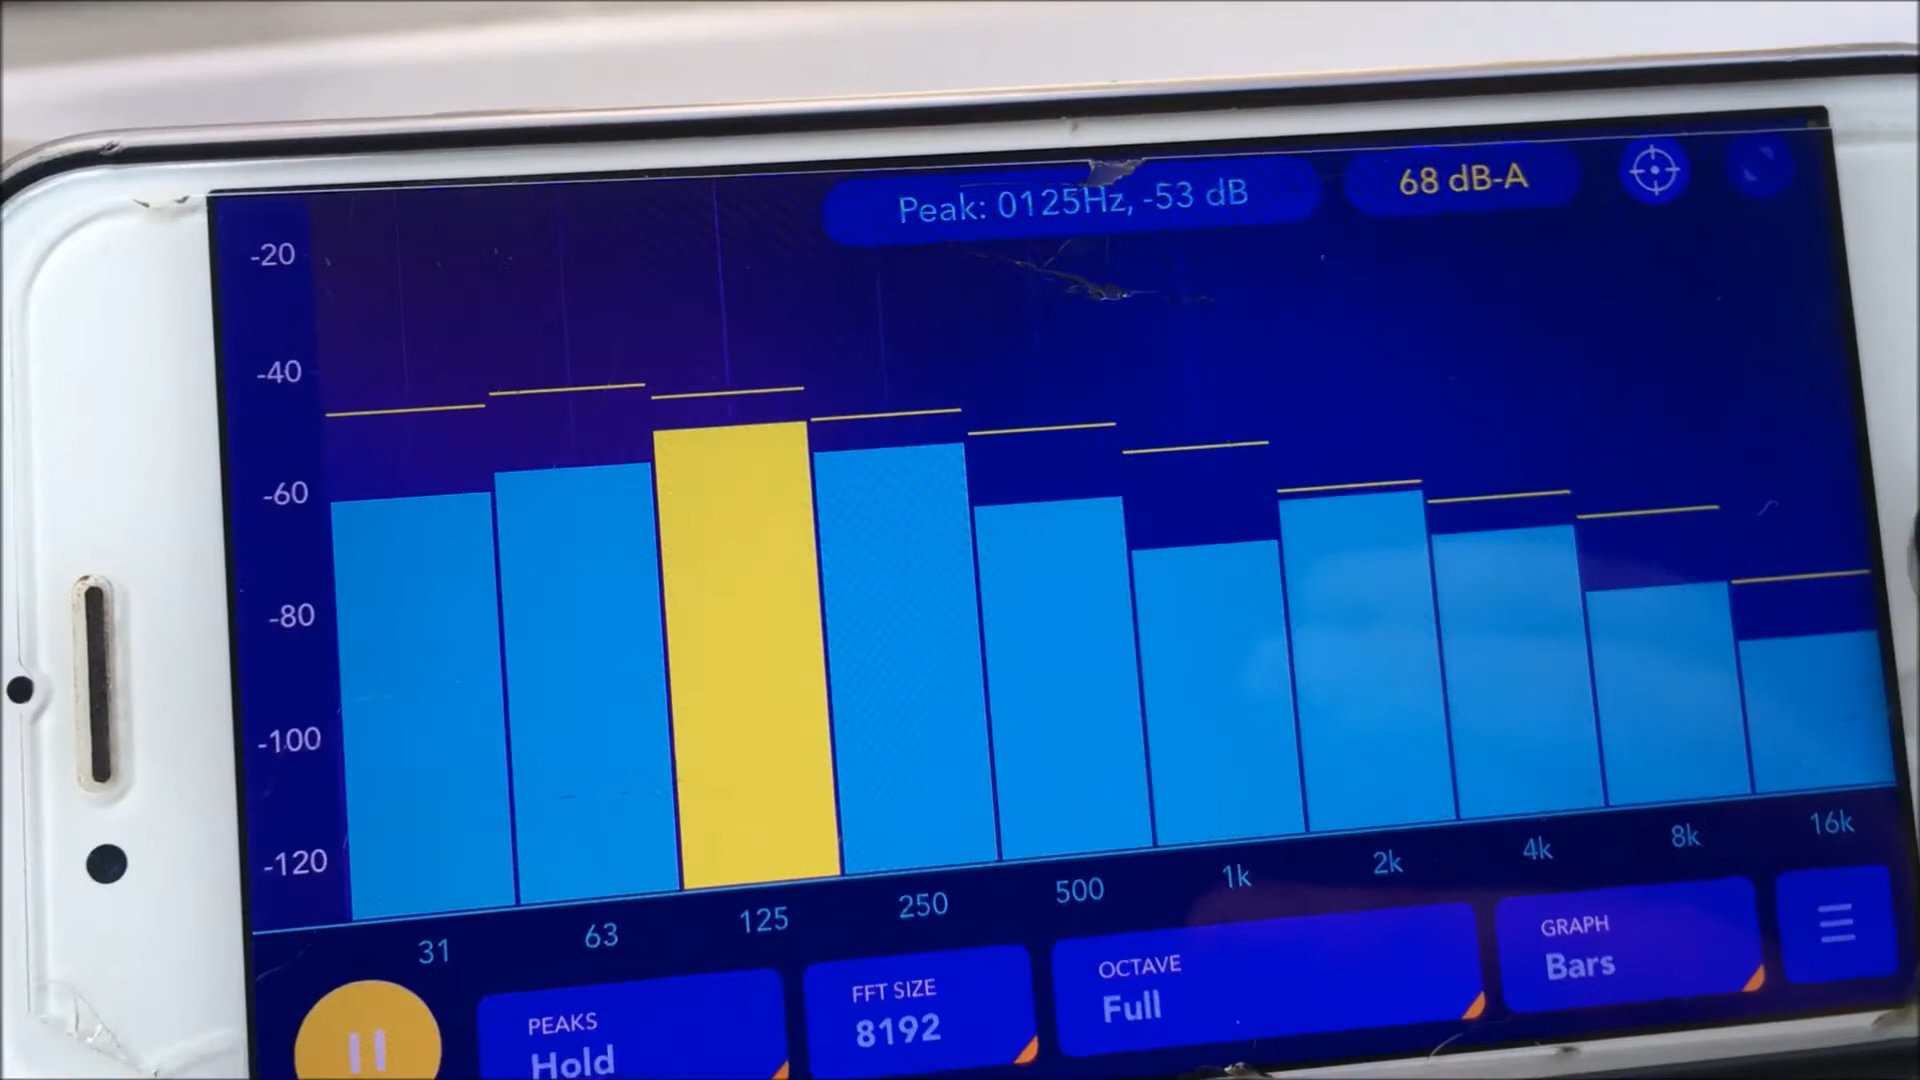 Peak: 0125Hz, -53 dB
68 dB-A
-20
-40
-60
-80
-100
-120
31
63
125
250
500
1k
2k
4k
8k
16k
PEAKS
Hold
FFT SIZE
8192
OCTAVE
Full
GRAPH
Bars